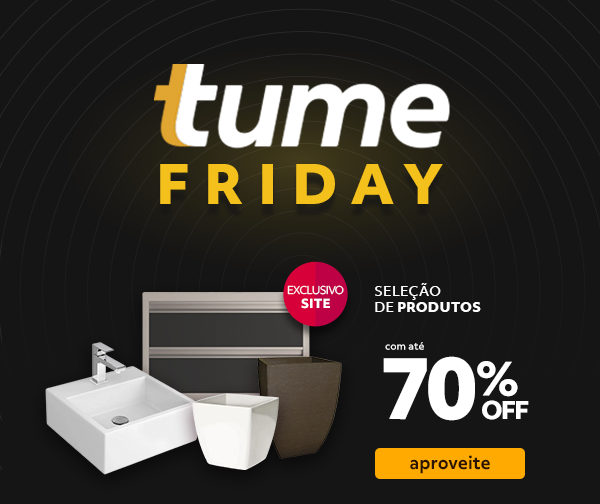 tume
FRIDAY
EXCLUSIVO
SITE
SELEÇÃO
DE PRODUTOS
com até
70%
OFF
aproveite